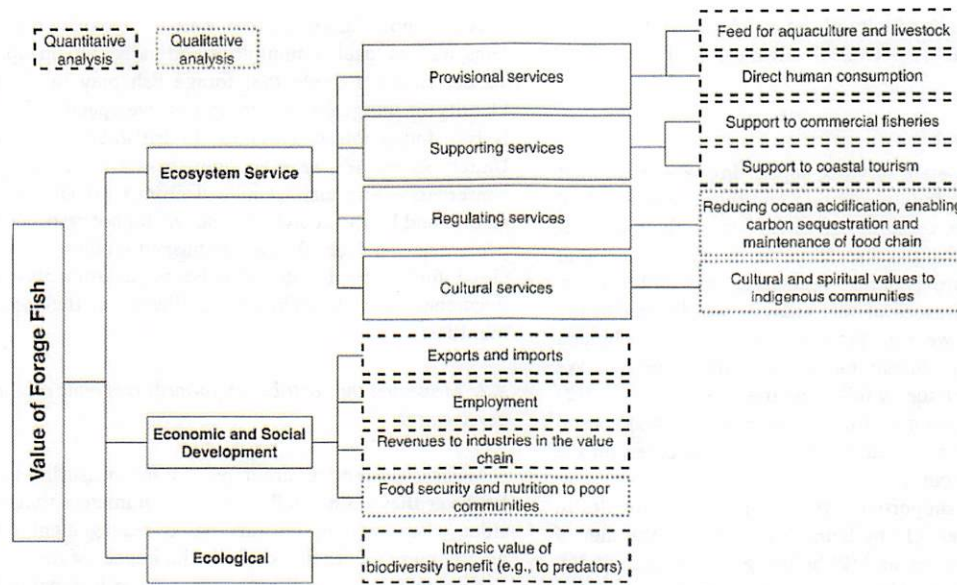 Quantitative
analysis
Qualitative
analysis
Value of Forage Fish
Ecosystem Service
Provisional services
Feed for aquaculture and livestock
Direct human consumption
Supporting services
Support to commercial fisheries
Support to coastal tourism
Regulating services
Reducing ocean acidification, enabling
carbon sequestration and
maintenance of food chain
Cultural services
Cultural and spiritual values to
indigenous communities
Economic and Social
Development
Exports and imports
Employment
Revenues to industries in the value
chain
Food security and nutrition to poor
communities
Ecological
Intrinsic value of
biodiversity benefit (e.g., to predators)